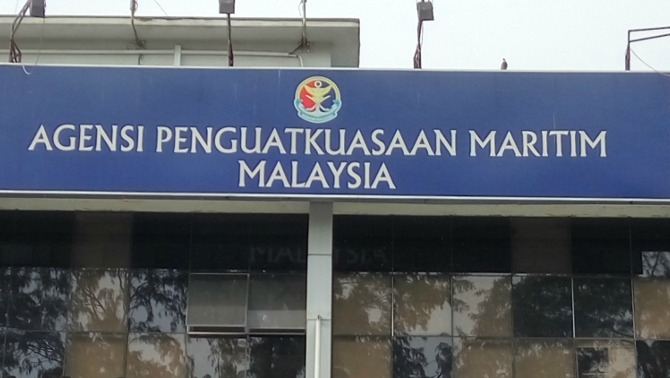 AGENSI PENGUATKUASAAN MARITIM
MALAYSIA